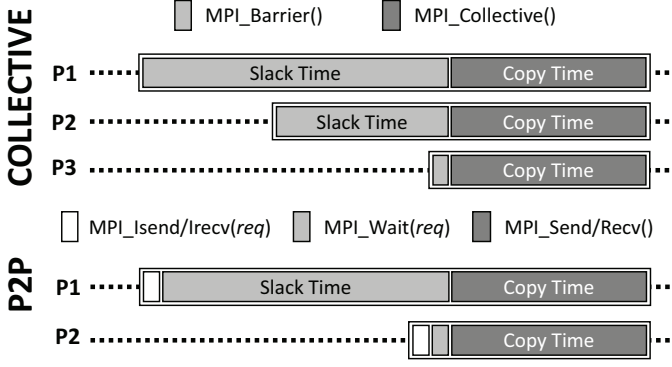 COLLECTIVE
MPI_Barrier() MPI_Collective()
P1 Slack Time Copy Time
P2 Slack Time Copy Time
P3 Copy Time
P2P
MPI_Isend/Irecv(req) MPI_Wait(req) MPI_Send/Recv()
P1 Slack Time Copy Time
P2 Copy Time